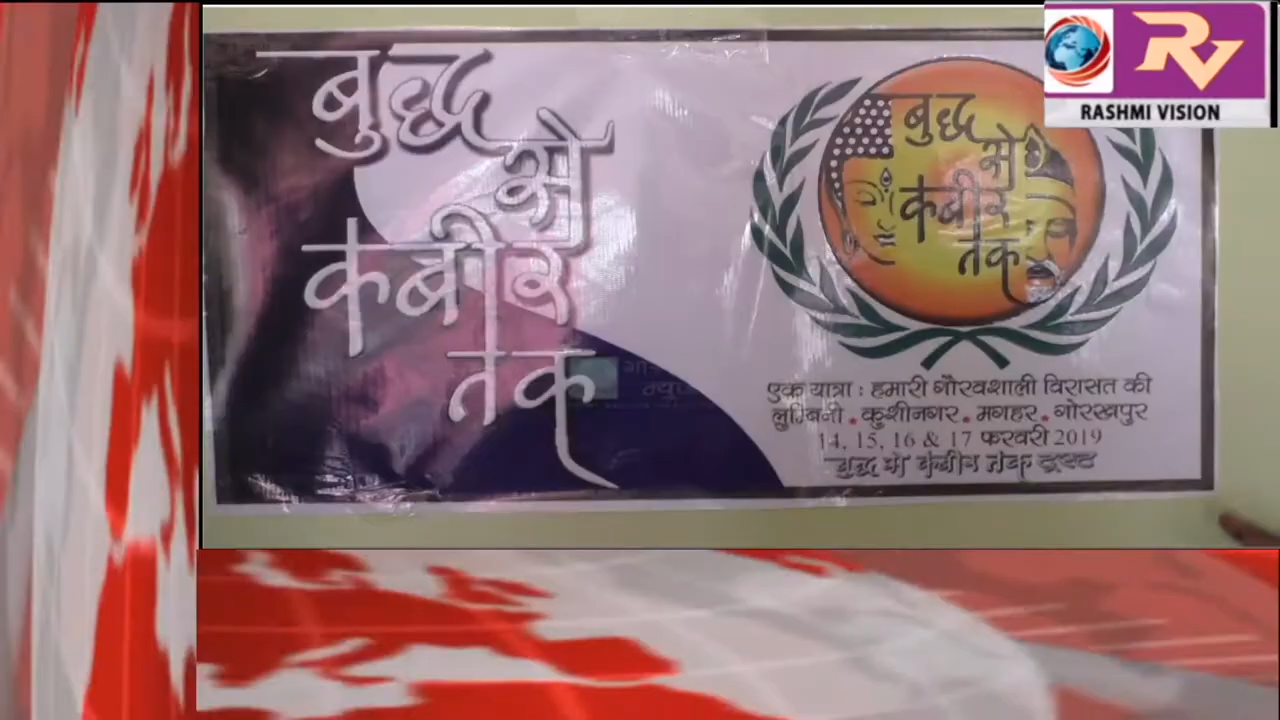 बुद्ध
से
कबीर
तक
RV
RASHMI VISION
बुद्ध
से
कबीर
तक
एक यात्रा : हमारी गौरवशाली विरासत की
लुम्बिनी . कुशीनगर . मगहर . गोरखपुर
14, 15, 16 & 17 फरवरी 2019
बुद्ध से कबीर तक ट्रस्ट